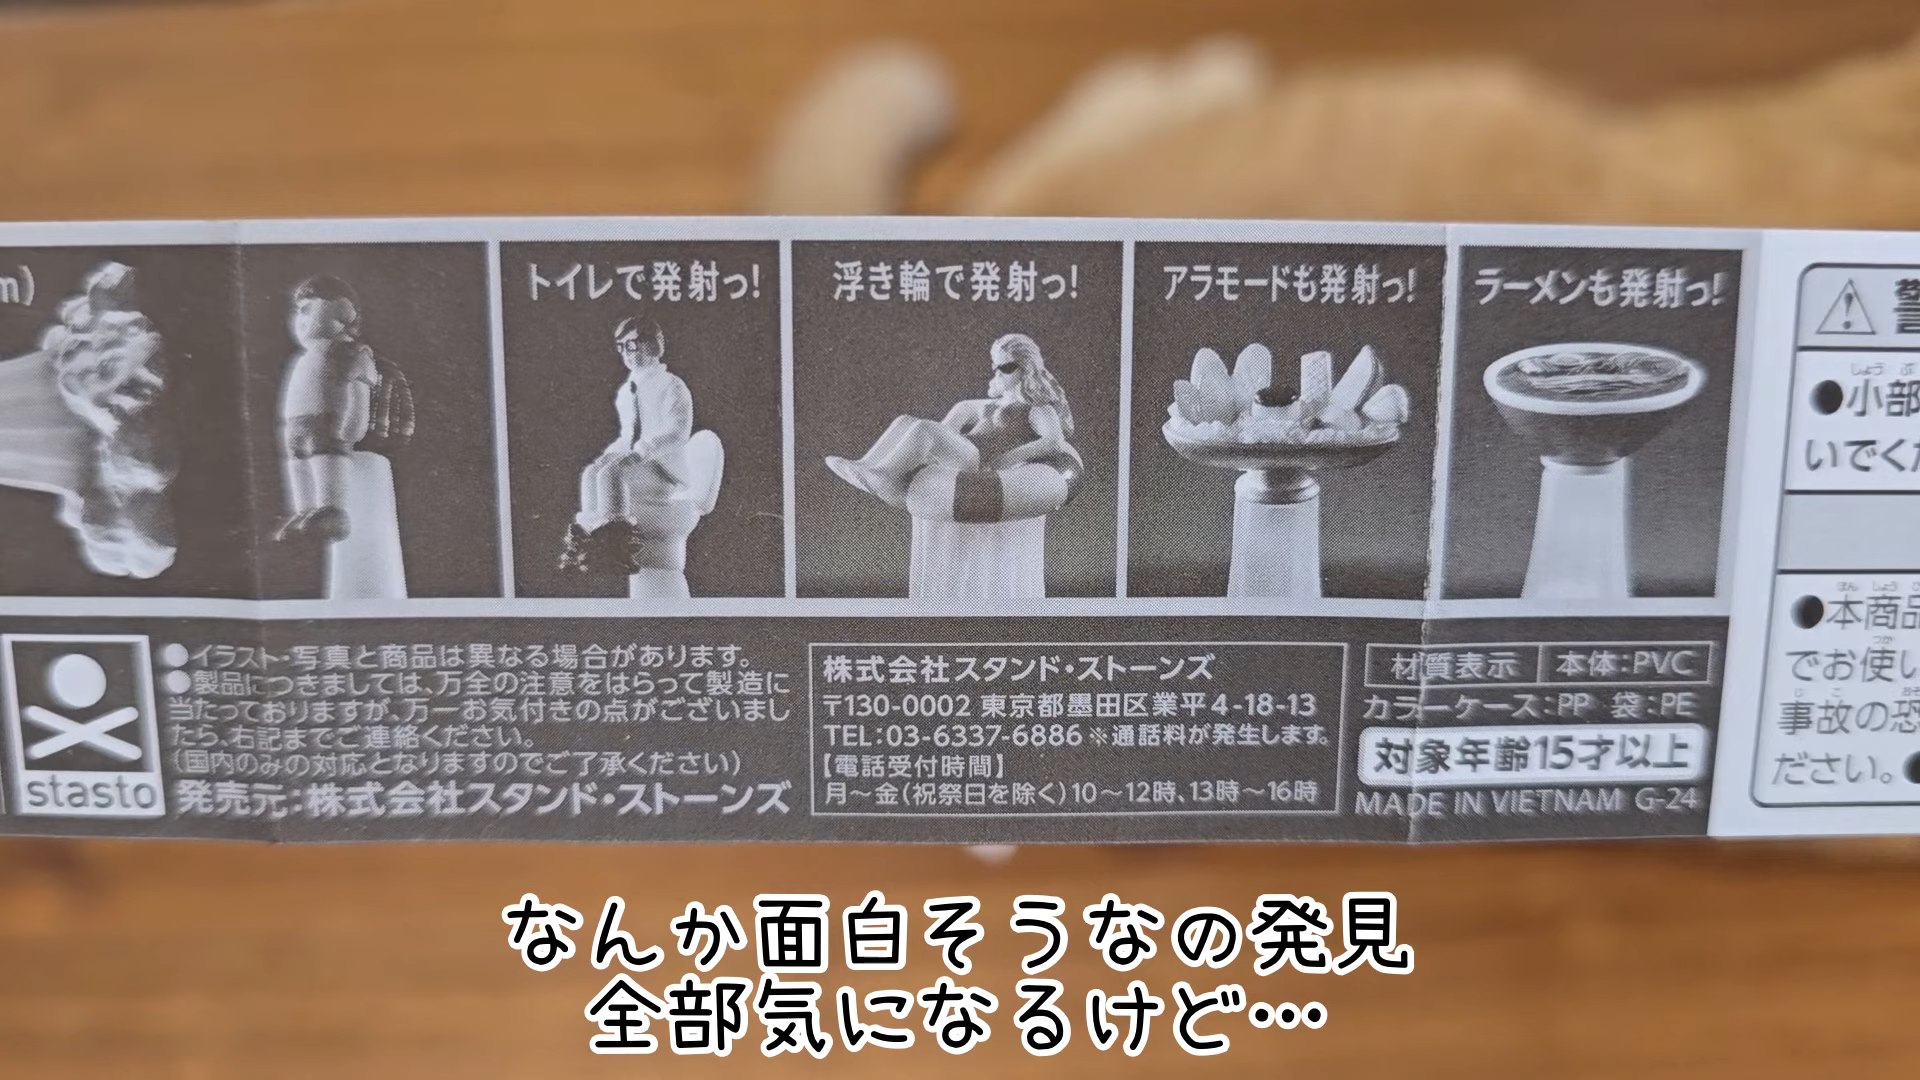 m)
トイレで発射っ!
浮き輪で発射っ!
アラモードも発射っ!
ラーメンも発射っ!
stasto
●イラスト・写真と商品は異なる場合があります。
●製品につきましては、万全の注意をはらって製造に
当たっておりますが、万一お気付きの点がございまし
たら、右記までご連絡ください。
(国内のみの対応となりますのでご了承ください)
発売元:株式会社スタンド・ストーンズ
株式会社スタンド・ストーンズ
〒130-0002 東京都墨田区業平4-18-13
TEL:03-6337-6886 ※通話料が発生します。
【電話受付時間】
月〜金(祝祭日を除く)10〜12時、13時〜16時
材質表示 本体:PVC
カラーケース:PP 袋:PE
対象年齢15才以上
MADE IN VIETNAM G-24
●小部
いでくだ
●本商品
でお使い
事故の恐
ださい。●
なんか面白そうなの発見
全部気になるけど…